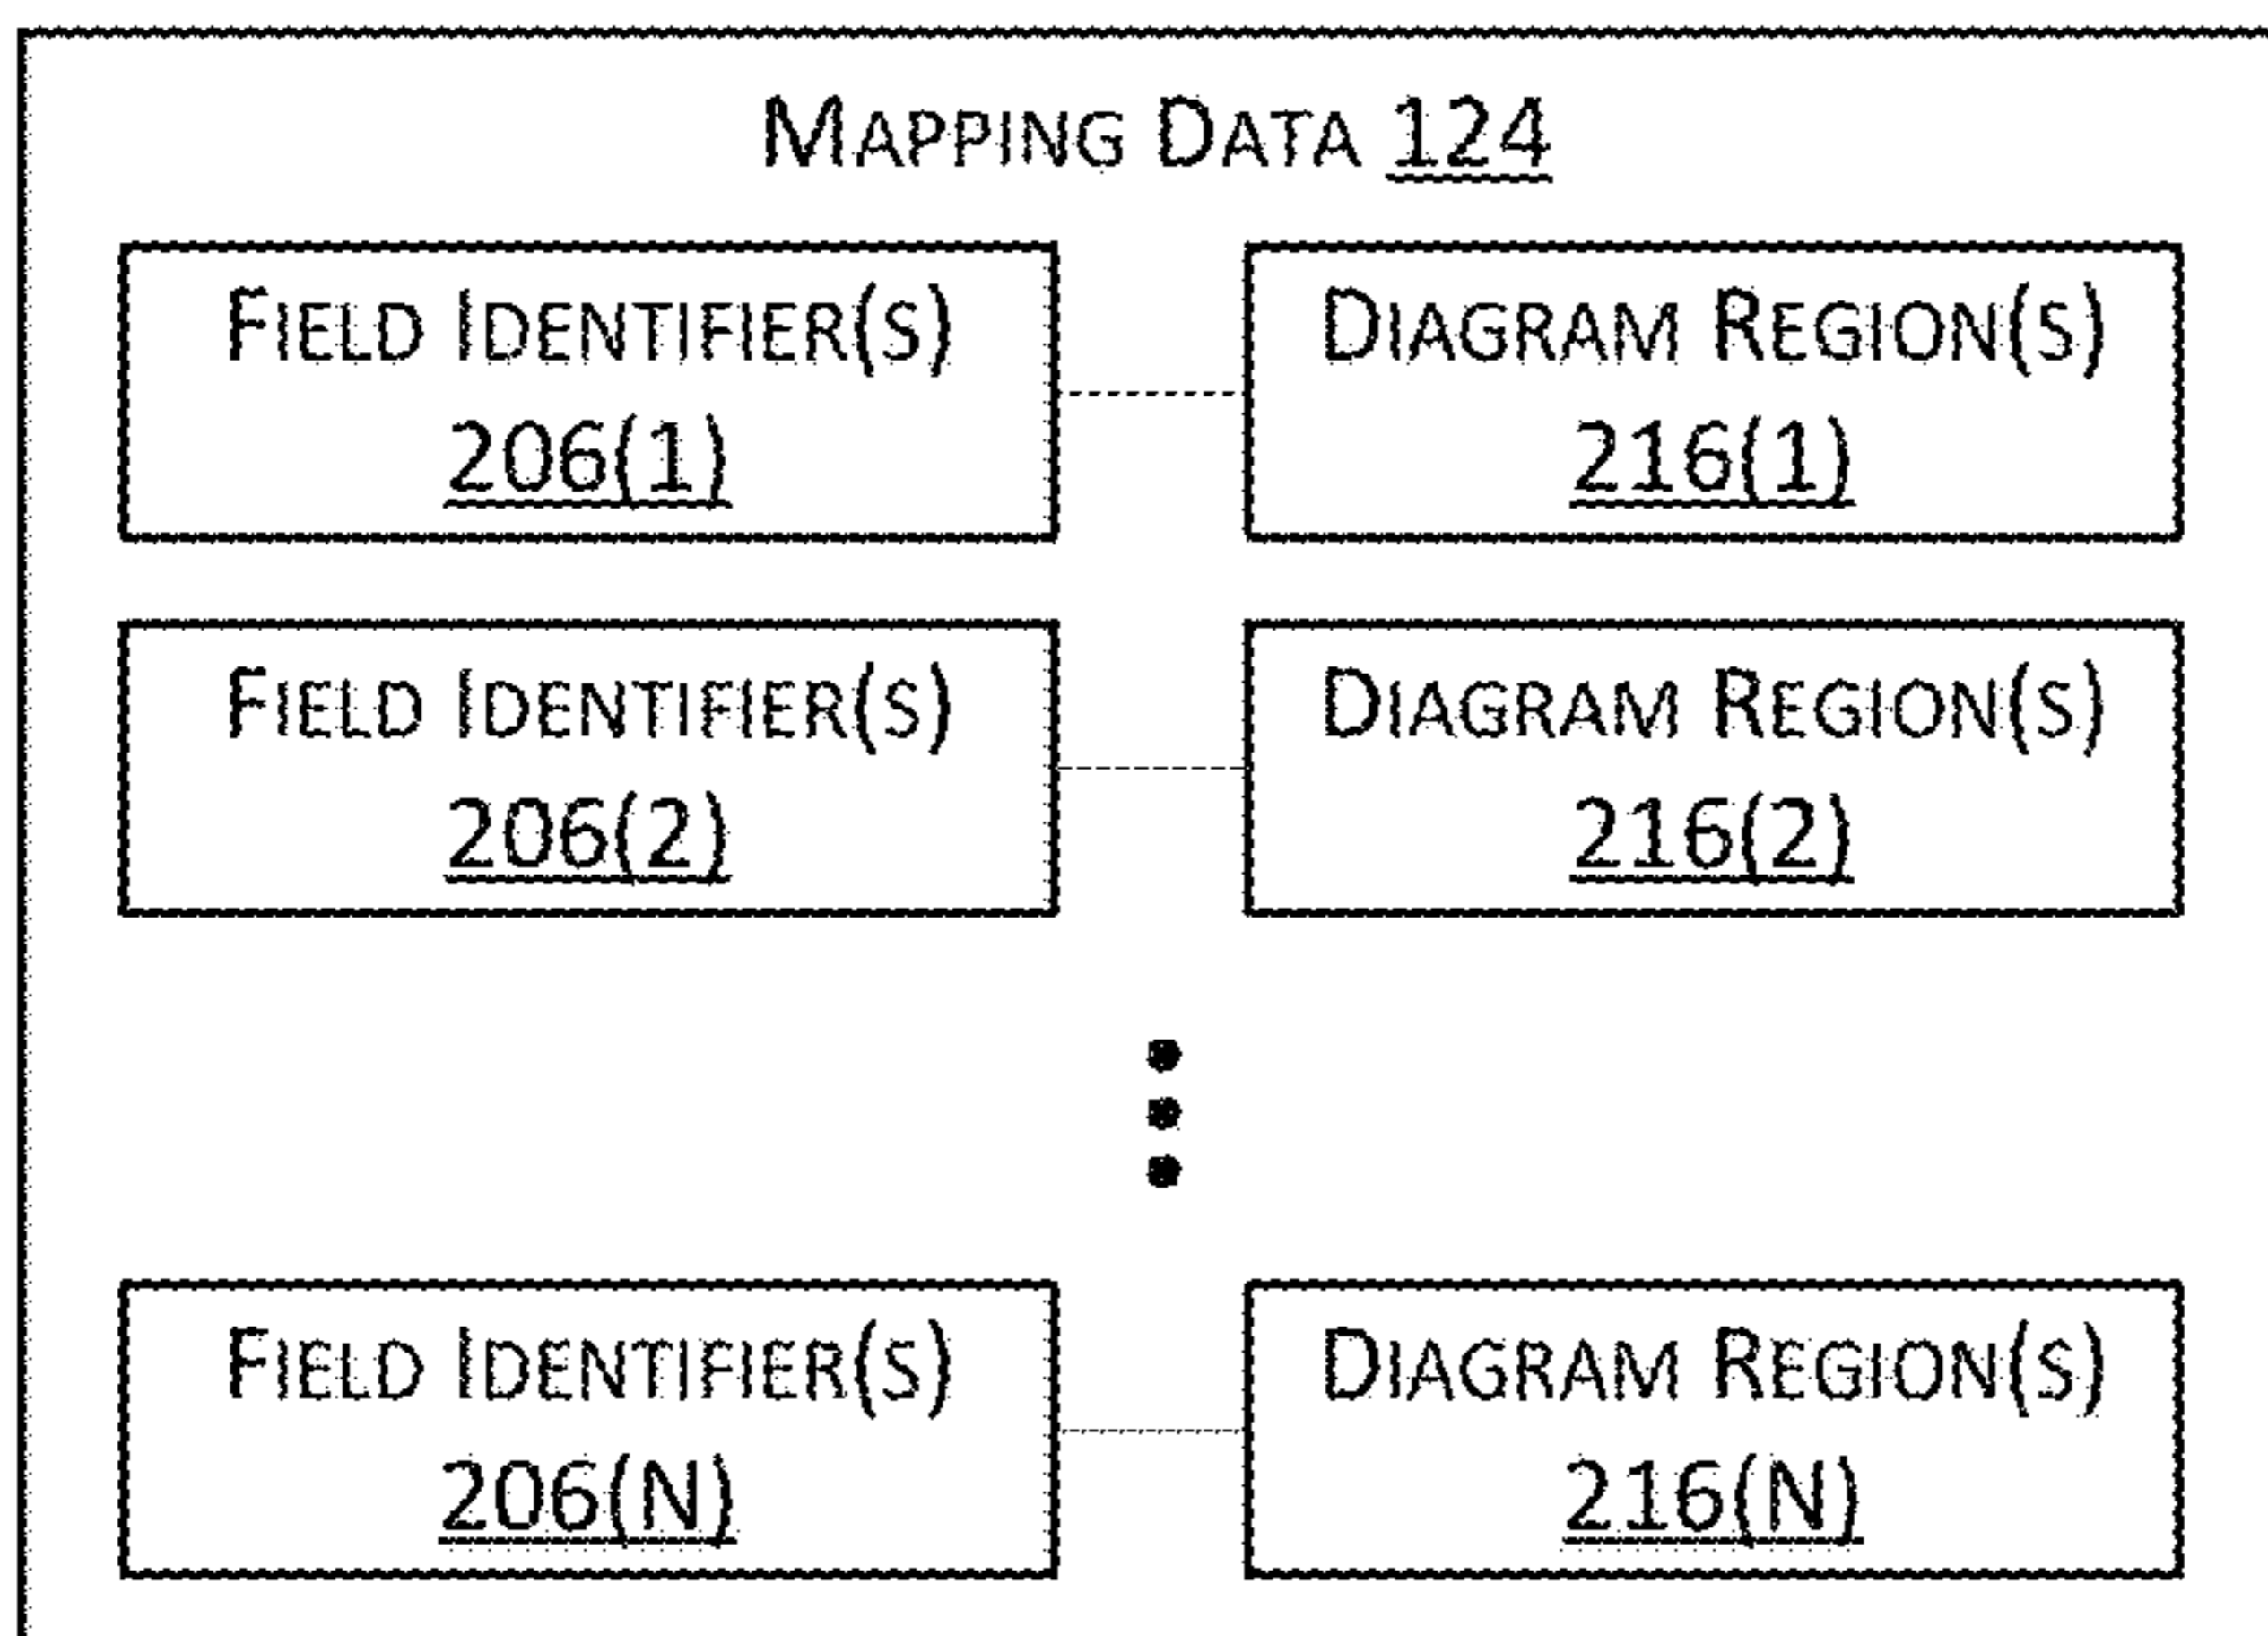 MAPPING DATA 124
FIELD IDENTIFIER(S)
206(1)
DIAGRAM REGION(S)
216(1)
FIELD IDENTIFIER(S)
206(2)
DIAGRAM REGION(S)
216(2)
FIELD IDENTIFIER(S)
206(N)
DIAGRAM REGION(S)
216(N)